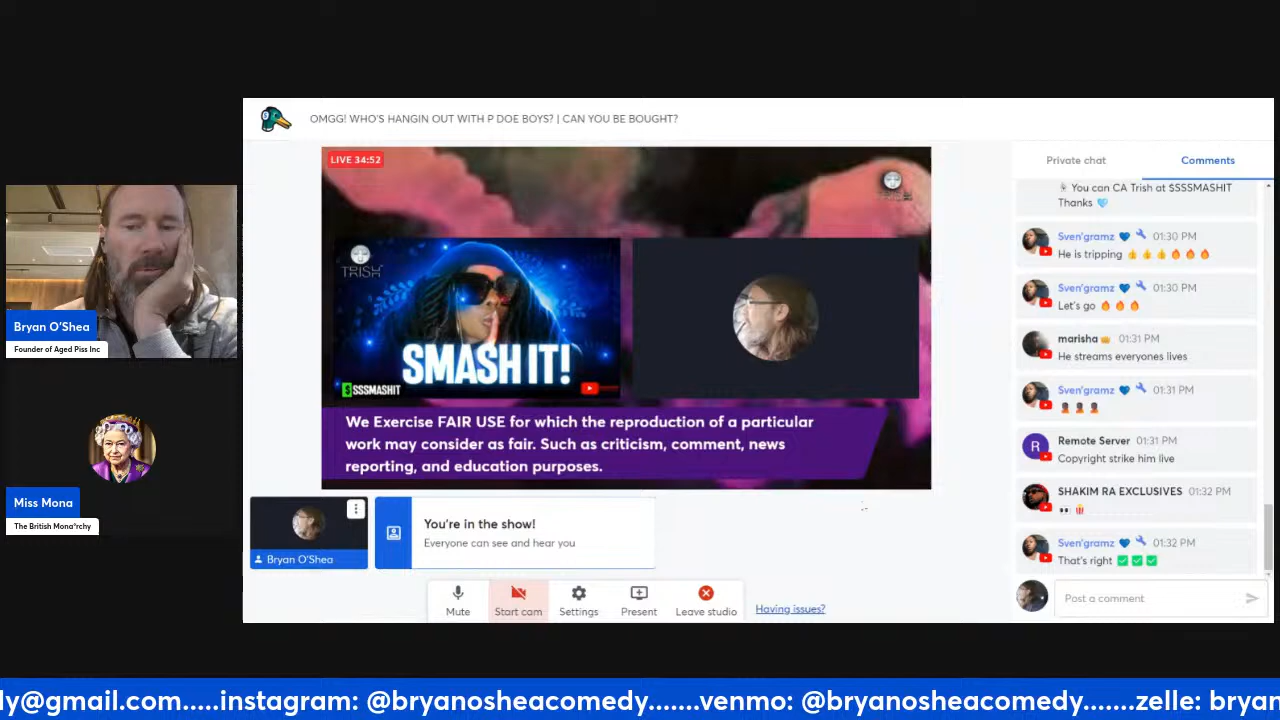 OMGG! WHO'S HANGIN OUT WITH P DOE BOYS? | CAN YOU BE BOUGHT?
LIVE 34:52
TRISH
SMASH IT!
$SSSMASHIT
We Exercise FAIR USE for which the reproduction of a particular
work may consider as fair. Such as criticism, comment, news
reporting, and education purposes.
Bryan O'Shea
Founder of Aged Piss Inc
Miss Mona
The British Mona*rchy
Bryan O'Shea
You're in the show!
Everyone can see and hear you
Mute
Start cam
Settings
Present
Leave studio
Having issues?
Private chat
Comments
You can CA Trish at $SSSMASHIT
Thanks 🩵
Sven'gramz 💙 🔧 01:30 PM
He is tripping 👍👍👍🔥🔥🔥
Sven'gramz 💙 🔧 01:30 PM
Let's go 🔥🔥🔥
marisha 👑 01:31 PM
He streams everyones lives
Sven'gramz 💙 🔧 01:31 PM
Remote Server 01:31 PM
R
Copyright strike him live
SHAKIM RA EXCLUSIVES 01:32 PM
👀
Sven'gramz 💙 🔧 01:32 PM
That's right ✅✅✅
Post a comment
dy@gmail.com.....instagram: @bryanosheacomedy.......venmo: @bryanosheacomedy......zelle: bryan